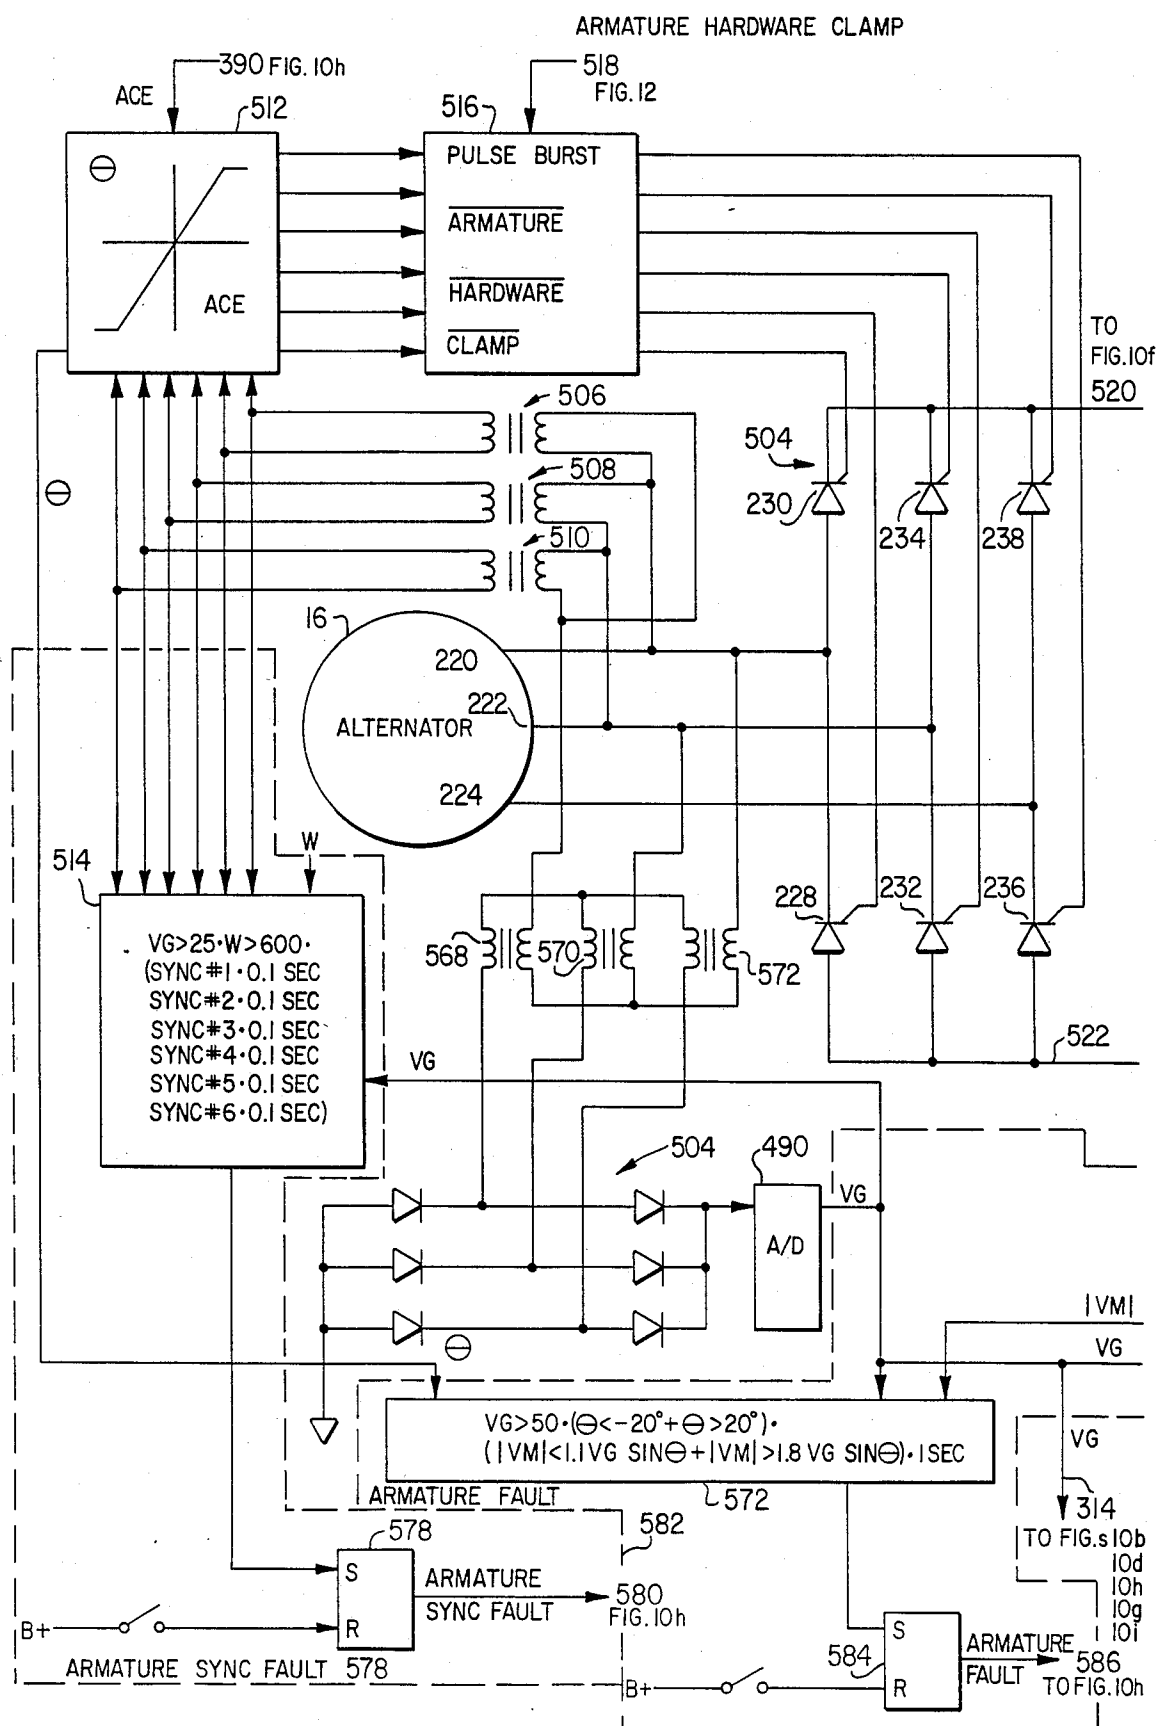 ARMATURE HARDWARE CLAMP
390 FIG. 10h
518
FIG. 12
ACE
512
516
PULSE BURST
ARMATURE
HARDWARE
CLAMP
Θ
ACE
TO
FIG. 10f
520
506
504
508
230
234
238
510
Θ
16
220
222
ALTERNATOR
224
W
514
228
232
236
VG>25·W>600·
(SYNC#1·0.1 SEC
SYNC#2·0.1 SEC
SYNC#3·0.1 SEC
SYNC#4·0.1 SEC
SYNC#5·0.1 SEC
SYNC#6·0.1 SEC)
568
570
572
522
VG
504
490
VG
A/D
|VM|
VG
Θ
VG>50·(Θ<-20°+Θ>20°)·
(|VM|<1.1VG SINΘ+|VM|>1.8 VG SINΘ)·1SEC
VG
ARMATURE FAULT
572
314
TO FIG.s 10b
10d
10h
10g
10i
578
582
S
R
ARMATURE
SYNC FAULT
580
FIG. 10h
B+
ARMATURE SYNC FAULT 578
S
R
584
ARMATURE
FAULT
586
TO FIG. 10h
B+